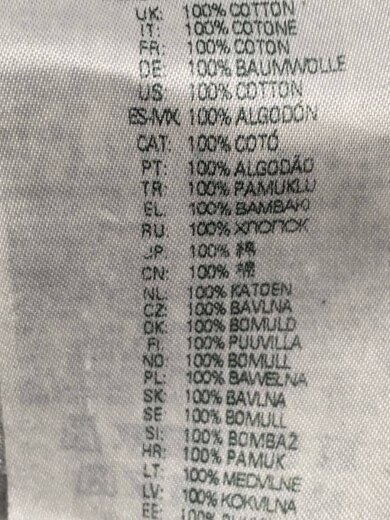 UK: 100% COTTON
IT: 100% COTONE
FR: 100% COTON
DE: 100% BAUMWOLLE
US 100% COTTON
ES-MX 100% ALGODÓN
CAT: 100% COTÓ
PT: 100% ALGODÃO
TR: 100% PAMUKLU
EL: 100% ΒΑΜΒΑΚΙ
RU: 100% ХЛОПОК
JP: 100% 綿
CN: 100% 棉
NL: 100% KATOEN
CZ: 100% BAVLNA
DK: 100% BOMULD
FI: 100% PUUVILLA
NO: 100% BOMULL
PL: 100% BAWEŁNA
SK: 100% BAVLNA
SE 100% BOMULL
SI: 100% BOMBAŽ
HR: 100% PAMUK
LT: 100% MEDVILNĖ
LV: 100% KOKVILNA
EE: 100%